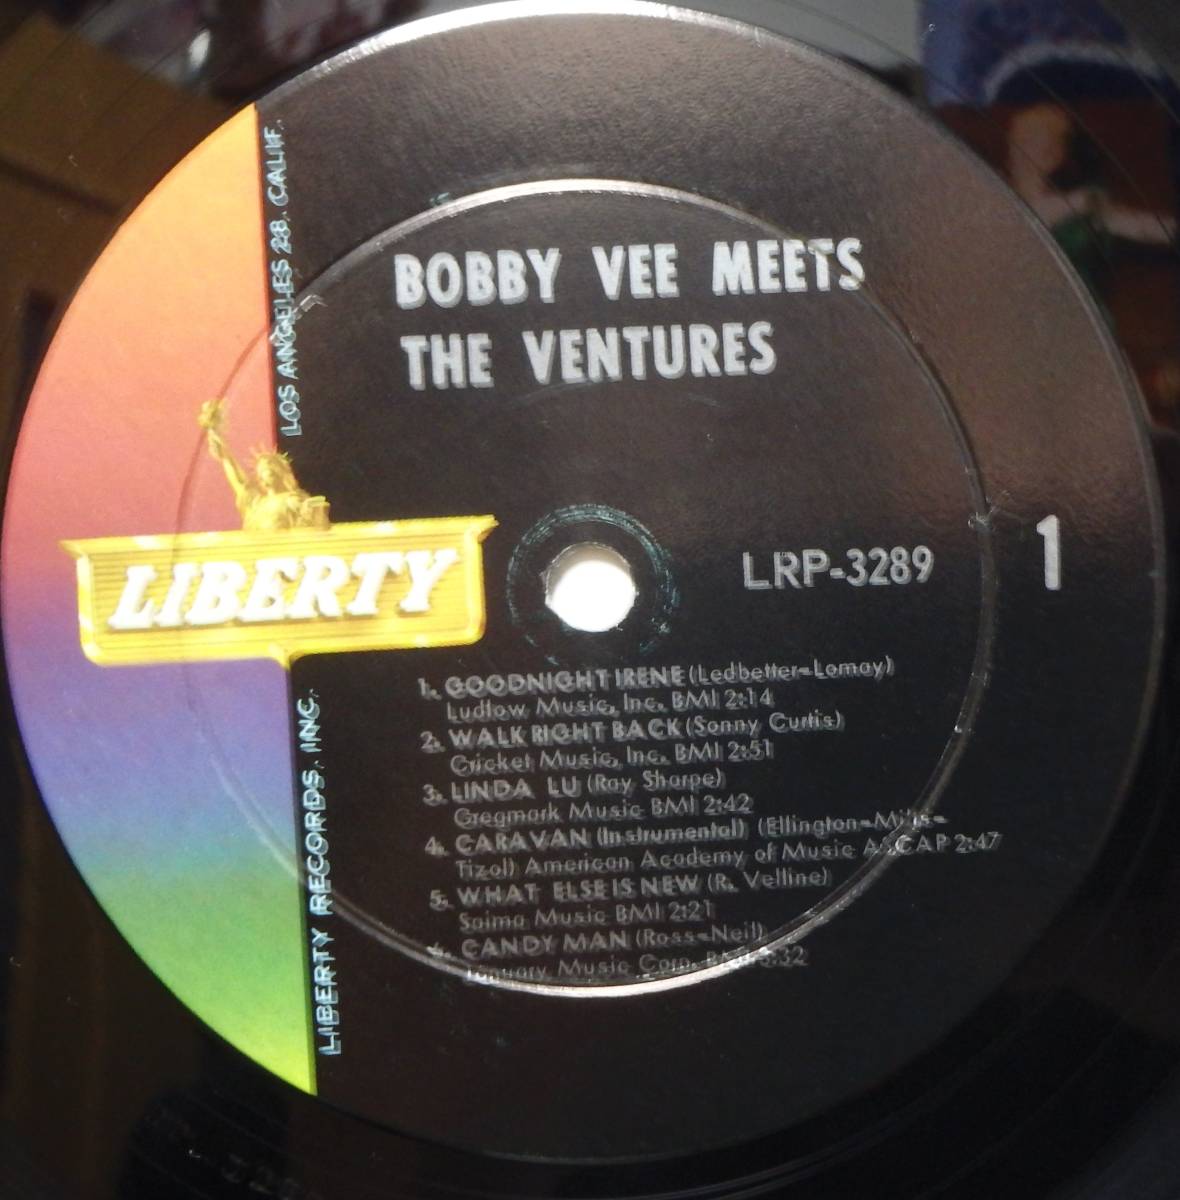 BOBBY VEE MEETS
THE VENTURES
LOS ANGELES 28, CALIF.
LIBERTY
LRP-3289
1
LIBERTY RECORDS, INC.
1. GOODNIGHT IRENE (Ledbetter-Lomay)
Ludlow Music, Inc. BMI 2:14
2. WALK RIGHT BACK (Sonny Curtis)
Cricket Music, Inc. BMI 2:51
3. LINDA LU (Ray Sharpe)
Gregmark Music BMI 2:42
4. CARAVAN (Instrumental) (Ellington-Mills-
Tizol) American Academy of Music ASCAP 2:47
5. WHAT ELSE IS NEW (R. Velline)
Saima Music BMI 2:21
CANDY MAN (Ross-Neil)
January Music Corp. BMI